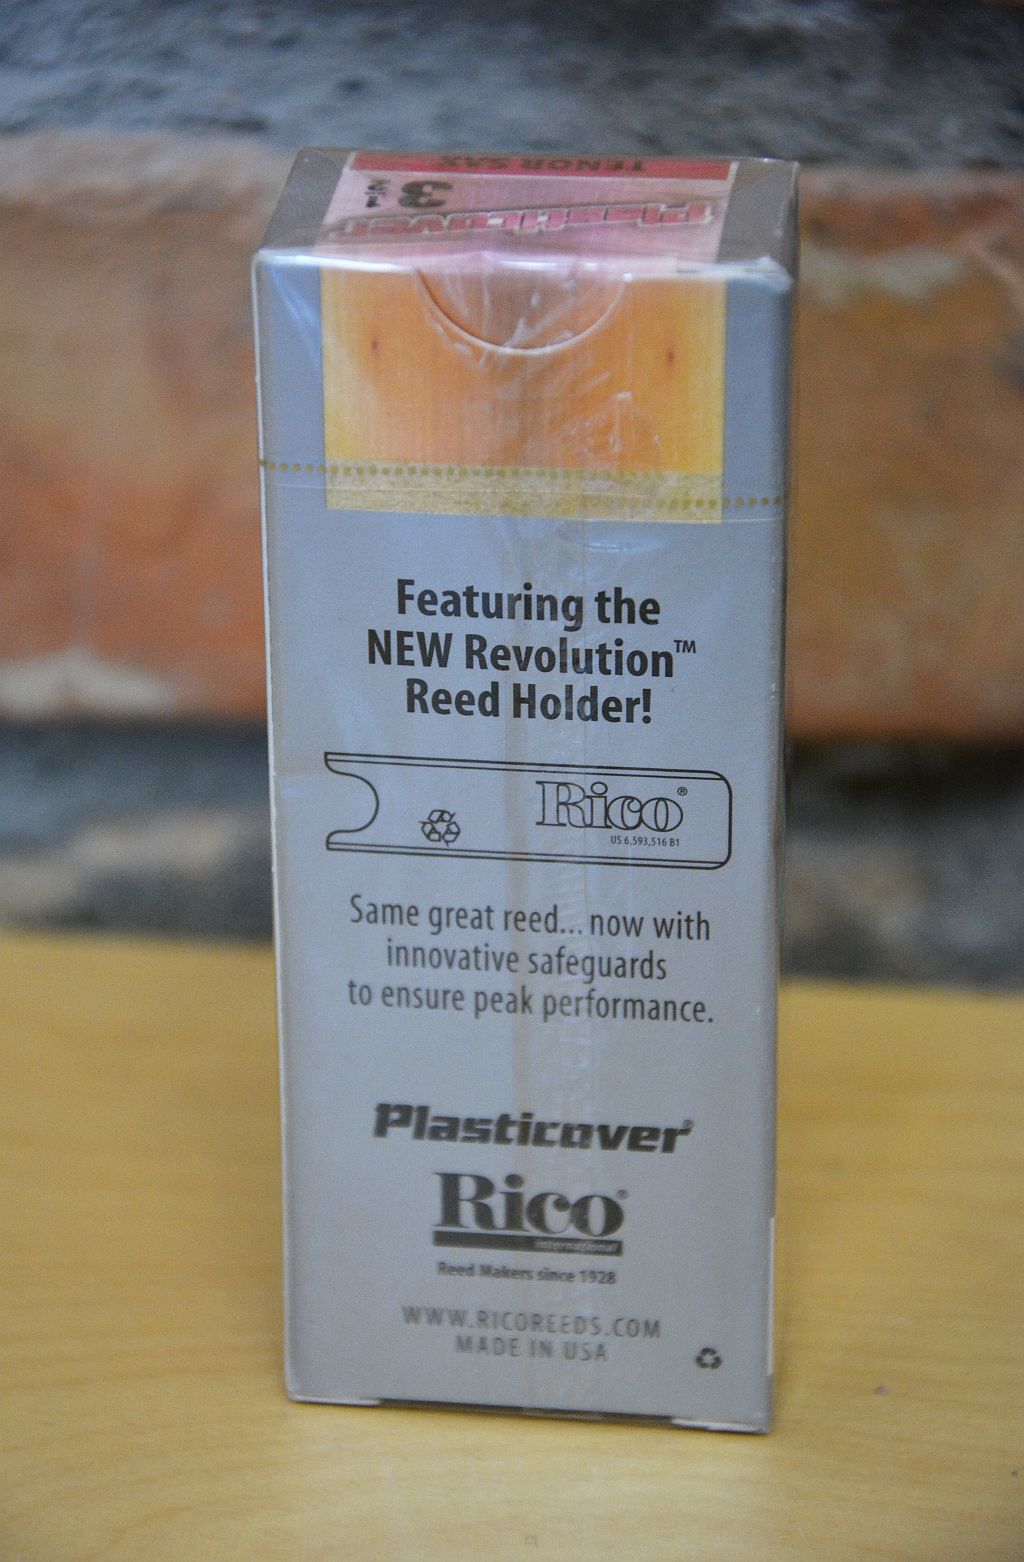 TENOR SAX
3 1/2
Plasticover
Featuring the
NEW Revolution™
Reed Holder!
Rico®
US 6,593,516 B1
Same great reed... now with
innovative safeguards
to ensure peak performance.
Plasticover®
Rico®
International
Reed Makers since 1928
WWW.RICOREEDS.COM
MADE IN USA